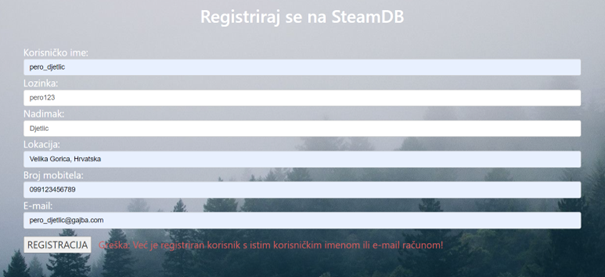 Registriraj se na SteamDB
Korisničko ime:
pero_djetlic
Lozinka:
pero123
Nadimak:
Djetlic
Lokacija:
Velika Gorica, Hrvatska
Broj mobitela:
099123456789
E-mail:
pero_djetlic@gajba.com
REGISTRACIJA Greška: Vec je registriran korisnik s istim korisničkim imenom ili e-mail računom!